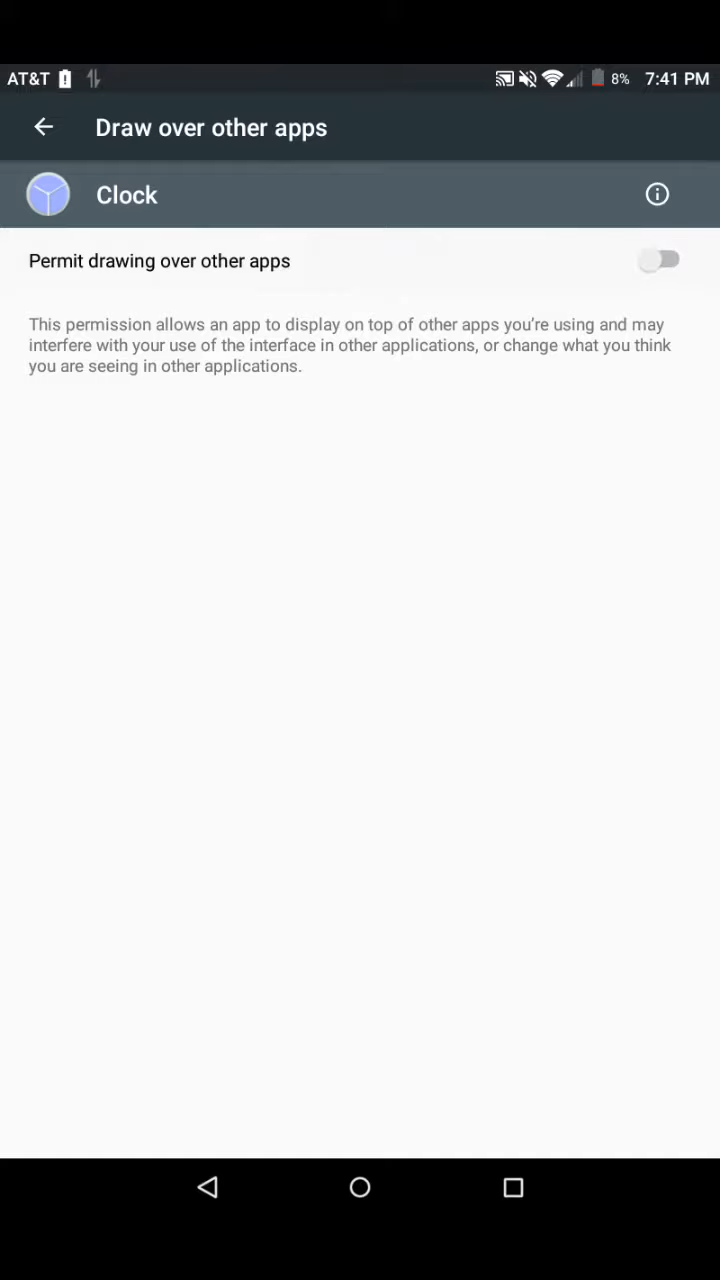 AT&T 8% 7:41 PM
Draw over other apps
Clock
Permit drawing over other apps
This permission allows an app to display on top of other apps you’re using and may
interfere with your use of the interface in other applications, or change what you think
you are seeing in other applications.